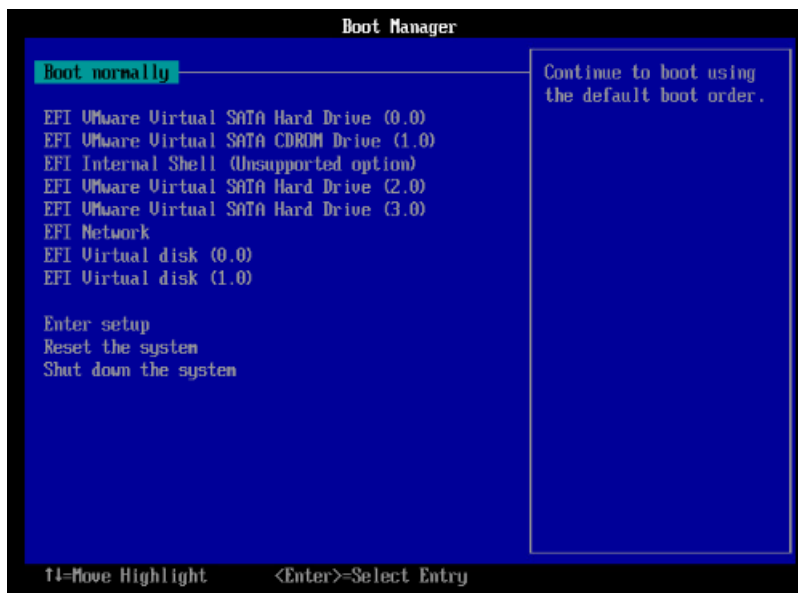 Boot Manager
Boot normally
Continue to boot using
the default boot order.
EFI VMware Virtual SATA Hard Drive (0.0)
EFI VMware Virtual SATA CDROM Drive (1.0)
EFI Internal Shell (Unsupported option)
EFI VMware Virtual SATA Hard Drive (2.0)
EFI VMware Virtual SATA Hard Drive (3.0)
EFI Network
EFI Virtual disk (0.0)
EFI Virtual disk (1.0)
Enter setup
Reset the system
Shut down the system
↑↓=Move Highlight <Enter>=Select Entry